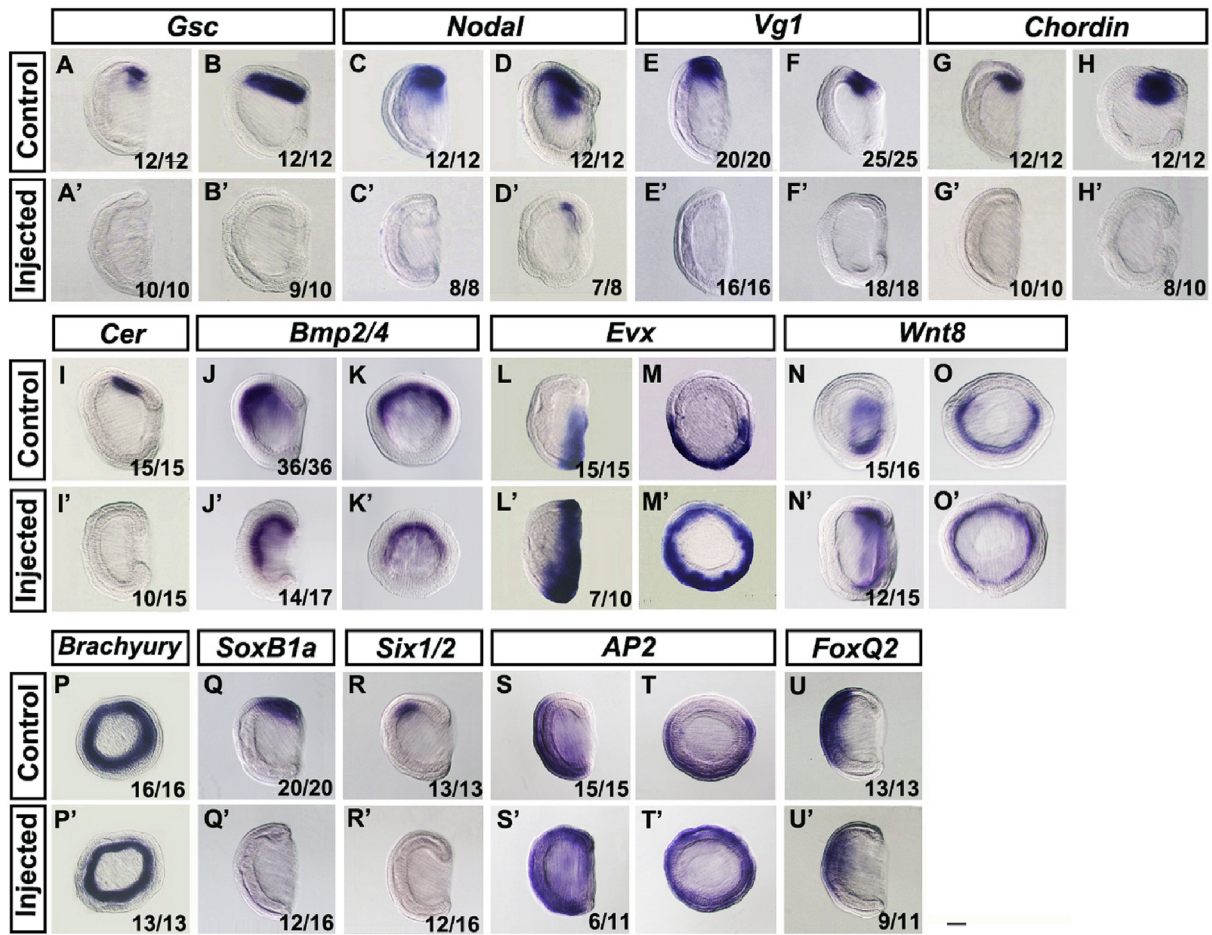 Gsc Nodal Vg1 Chordin
Control A 12/12 B 12/12 C 12/12 D 12/12 E 20/20 F 25/25 G 12/12 H 12/12
Injected A' 10/10 B' 9/10 C' 8/8 D' 7/8 E' 16/16 F' 18/18 G' 10/10 H' 8/10
Cer Bmp2/4 Evx Wnt8
Control I 15/15 J 36/36 K L 15/15 M N 15/16 O
Injected I' 10/15 J' 14/17 K' L' 7/10 M' N' 12/15 O'
Brachyury SoxB1a Six1/2 AP2 FoxQ2
Control P 16/16 Q 20/20 R 13/13 S 15/15 T U 13/13
Injected P' 13/13 Q' 12/16 R' 12/16 S' 6/11 T' U' 9/11